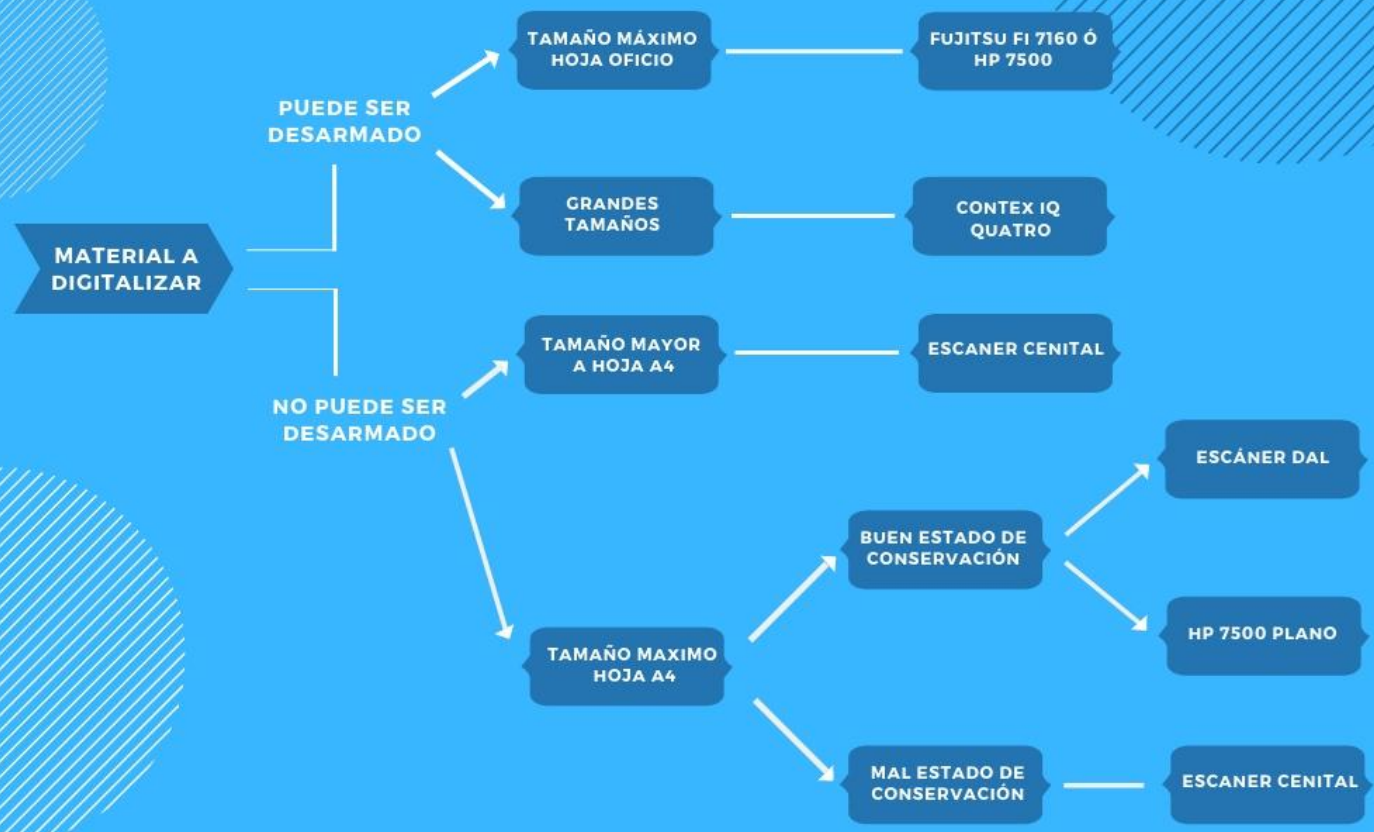 MATERIAL A
DIGITALIZAR
PUEDE SER
DESARMADO
TAMAÑO MÁXIMO
HOJA OFICIO
FUJITSU FI 7160 Ó
HP 7500
GRANDES
TAMAÑOS
CONTEX IQ
QUATRO
NO PUEDE SER
DESARMADO
TAMAÑO MAYOR
A HOJA A4
ESCANER CENITAL
TAMAÑO MAXIMO
HOJA A4
BUEN ESTADO DE
CONSERVACIÓN
ESCÁNER DAL
HP 7500 PLANO
MAL ESTADO DE
CONSERVACIÓN
ESCANER CENITAL